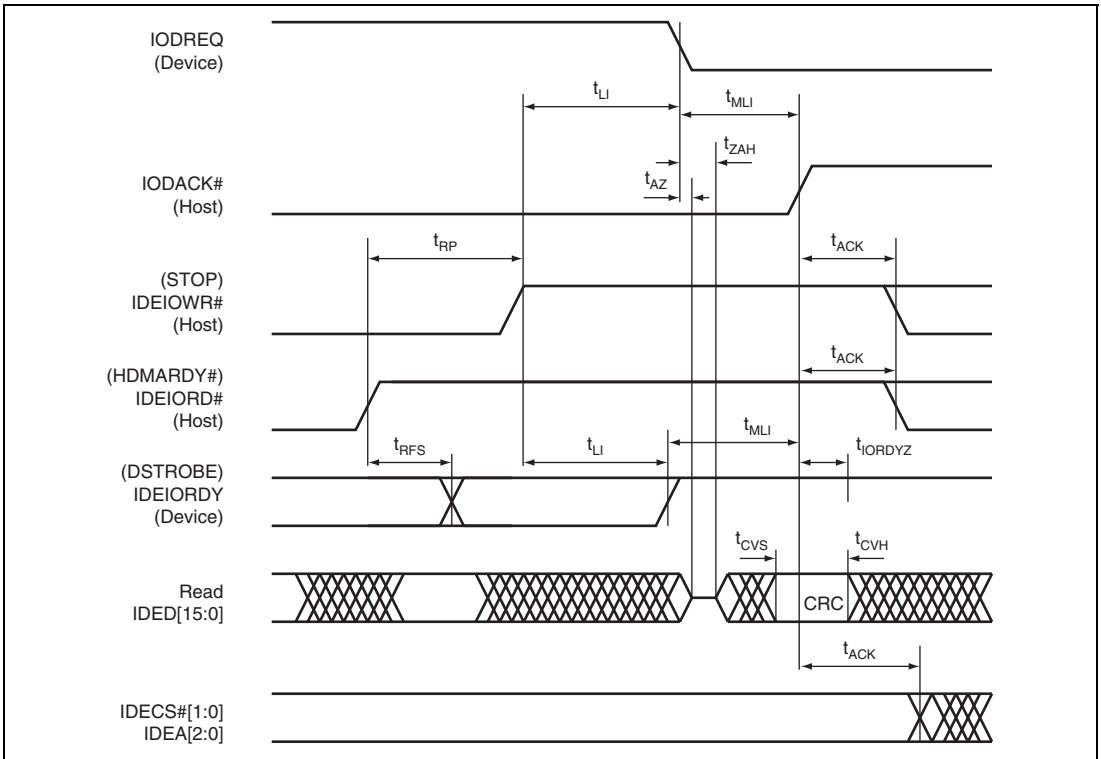 IODREQ
(Device)
tLI
tMLI
tZAH
tAZ
IODACK#
(Host)
tRP
tACK
(STOP)
IDEIOWR#
(Host)
tACK
(HDMARDY#)
IDEIORD#
(Host)
tMLI
tRFS
tLI
tIORDYZ
(DSTROBE)
IDEIORDY
(Device)
tCVS
tCVH
Read
IDED[15:0]
CRC
tACK
IDECS#[1:0]
IDEA[2:0]